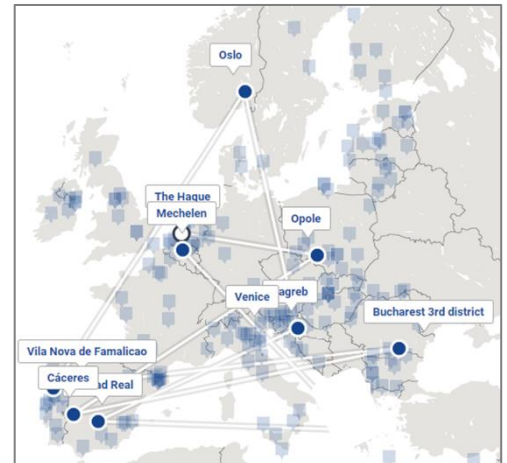 Oslo
The Hague
Mechelen
Opole
Venice
agreb
Bucharest 3rd district
Vila Nova de Famalicao
Cáceres
ad Real